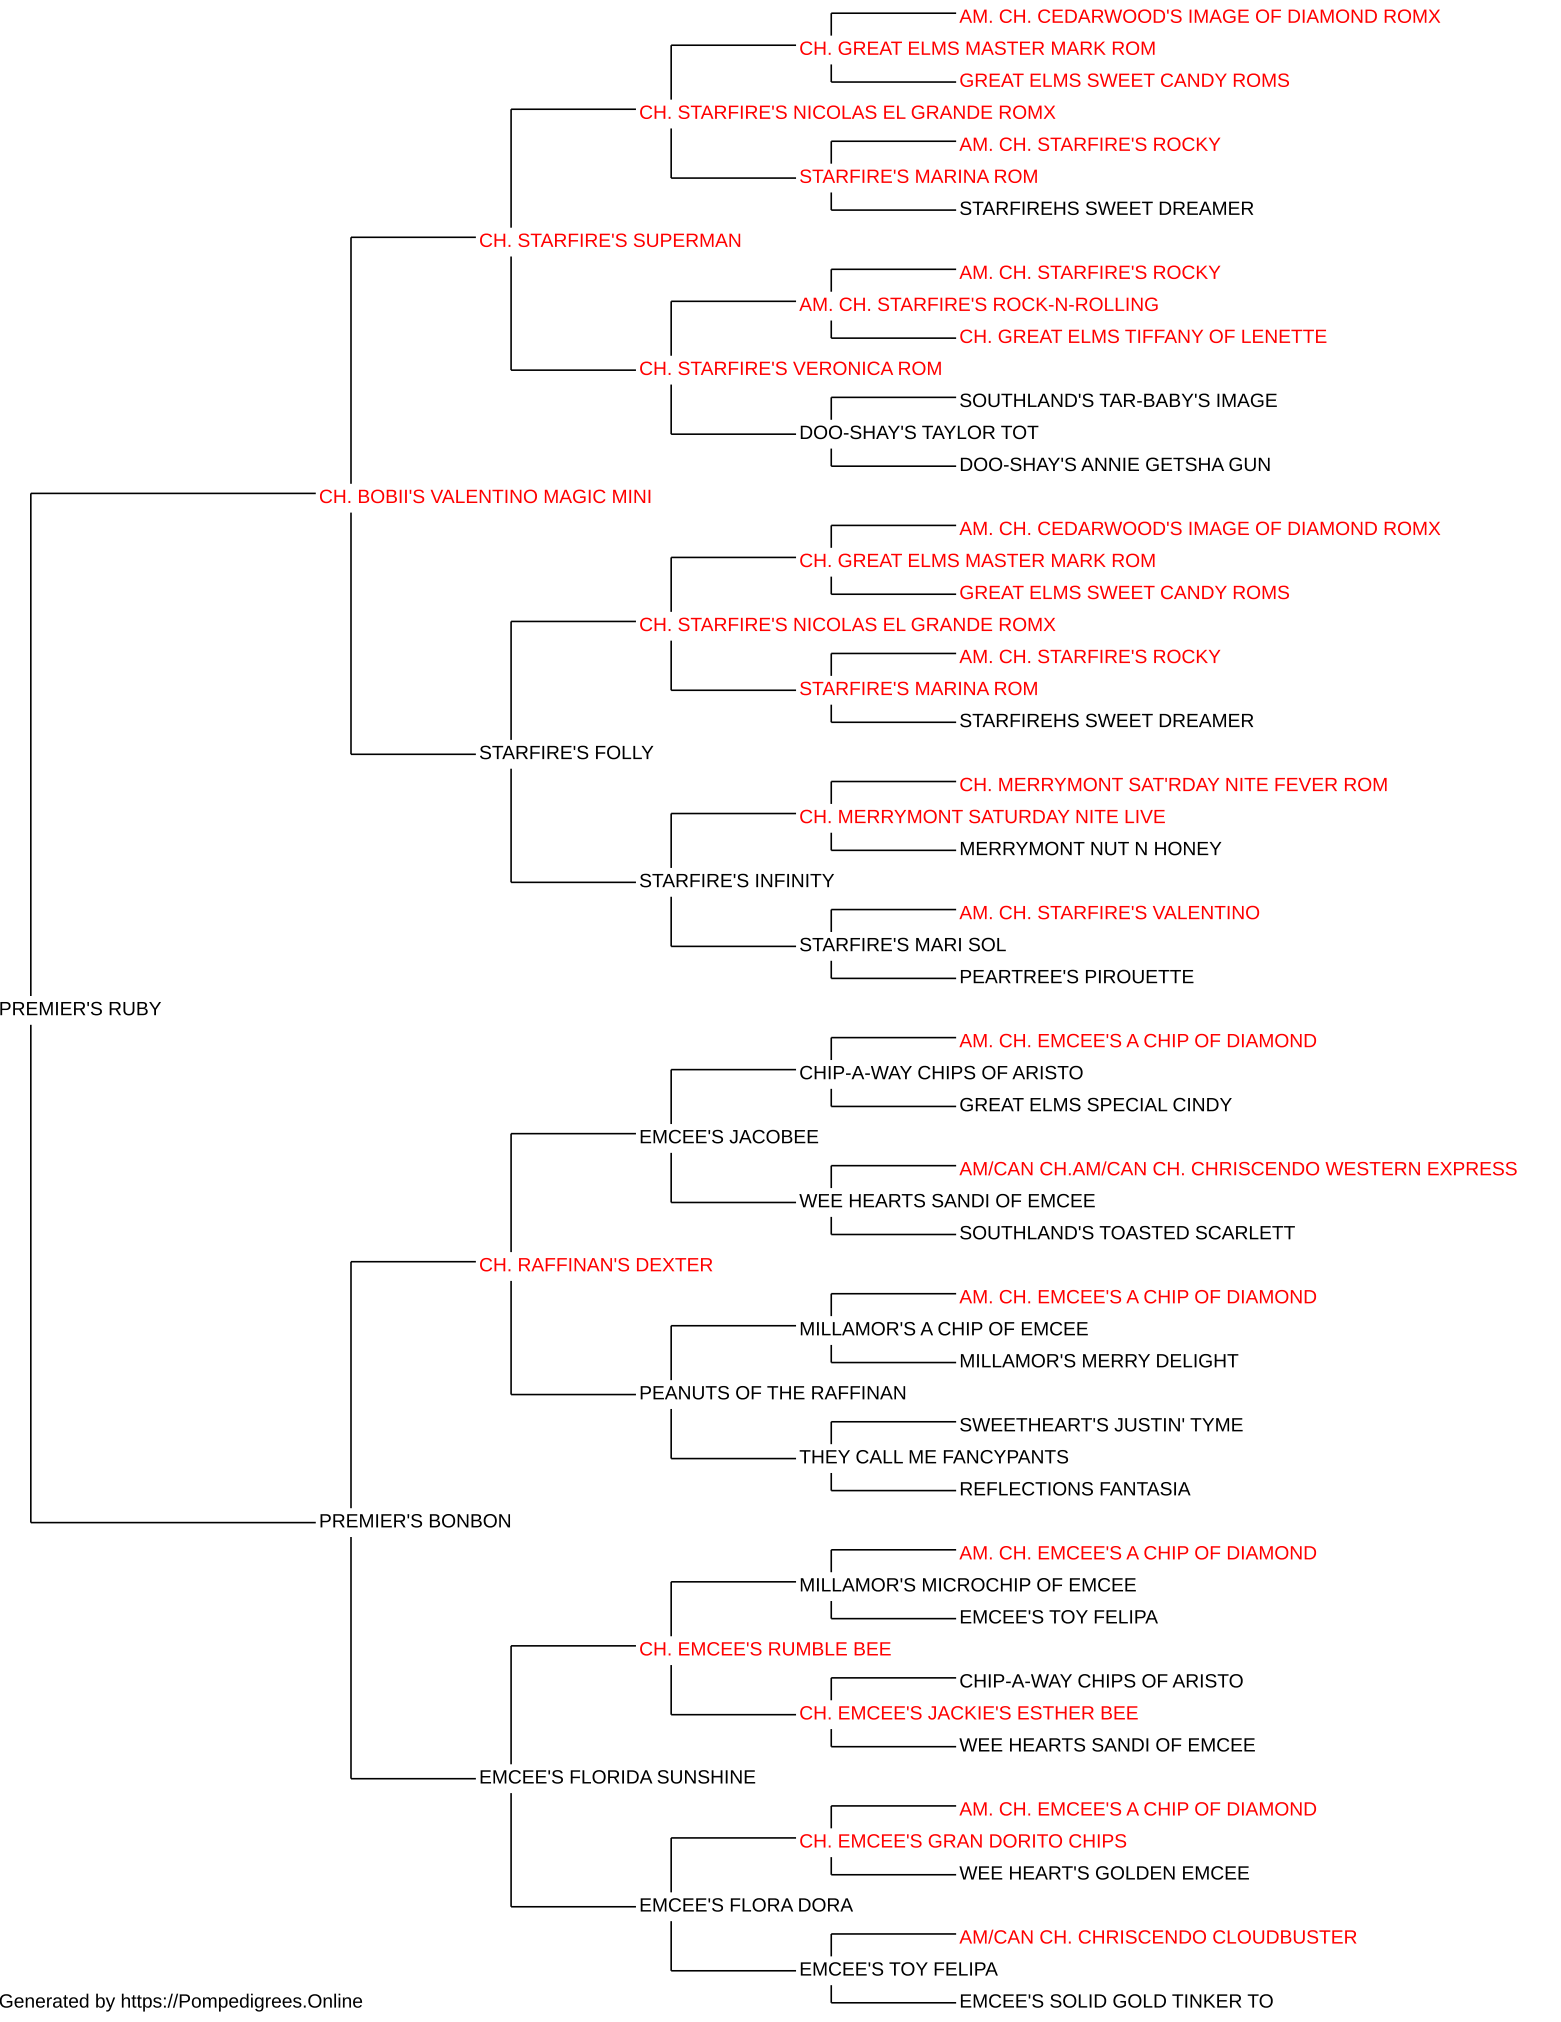 AM. CH. CEDARWOOD'S IMAGE OF DIAMOND ROMX
CH. GREAT ELMS MASTER MARK ROM
GREAT ELMS SWEET CANDY ROMS
CH. STARFIRE'S NICOLAS EL GRANDE ROMX
AM. CH. STARFIRE'S ROCKY
STARFIRE'S MARINA ROM
STARFIREHS SWEET DREAMER
CH. STARFIRE'S SUPERMAN
AM. CH. STARFIRE'S ROCKY
AM. CH. STARFIRE'S ROCK-N-ROLLING
CH. GREAT ELMS TIFFANY OF LENETTE
CH. STARFIRE'S VERONICA ROM
SOUTHLAND'S TAR-BABY'S IMAGE
DOO-SHAY'S TAYLOR TOT
DOO-SHAY'S ANNIE GETSHA GUN
CH. BOBII'S VALENTINO MAGIC MINI
AM. CH. CEDARWOOD'S IMAGE OF DIAMOND ROMX
CH. GREAT ELMS MASTER MARK ROM
GREAT ELMS SWEET CANDY ROMS
CH. STARFIRE'S NICOLAS EL GRANDE ROMX
AM. CH. STARFIRE'S ROCKY
STARFIRE'S MARINA ROM
STARFIREHS SWEET DREAMER
STARFIRE'S FOLLY
CH. MERRYMONT SAT'RDAY NITE FEVER ROM
CH. MERRYMONT SATURDAY NITE LIVE
MERRYMONT NUT N HONEY
STARFIRE'S INFINITY
AM. CH. STARFIRE'S VALENTINO
STARFIRE'S MARI SOL
PEARTREE'S PIROUETTE
PREMIER'S RUBY
AM. CH. EMCEE'S A CHIP OF DIAMOND
CHIP-A-WAY CHIPS OF ARISTO
GREAT ELMS SPECIAL CINDY
EMCEE'S JACOBEE
AM/CAN CH.AM/CAN CH. CHRISCENDO WESTERN EXPRESS
WEE HEARTS SANDI OF EMCEE
SOUTHLAND'S TOASTED SCARLETT
CH. RAFFINAN'S DEXTER
AM. CH. EMCEE'S A CHIP OF DIAMOND
MILLAMOR'S A CHIP OF EMCEE
MILLAMOR'S MERRY DELIGHT
PEANUTS OF THE RAFFINAN
SWEETHEART'S JUSTIN' TYME
THEY CALL ME FANCYPANTS
REFLECTIONS FANTASIA
PREMIER'S BONBON
AM. CH. EMCEE'S A CHIP OF DIAMOND
MILLAMOR'S MICROCHIP OF EMCEE
EMCEE'S TOY FELIPA
CH. EMCEE'S RUMBLE BEE
CHIP-A-WAY CHIPS OF ARISTO
CH. EMCEE'S JACKIE'S ESTHER BEE
WEE HEARTS SANDI OF EMCEE
EMCEE'S FLORIDA SUNSHINE
AM. CH. EMCEE'S A CHIP OF DIAMOND
CH. EMCEE'S GRAN DORITO CHIPS
WEE HEART'S GOLDEN EMCEE
EMCEE'S FLORA DORA
AM/CAN CH. CHRISCENDO CLOUDBUSTER
EMCEE'S TOY FELIPA
EMCEE'S SOLID GOLD TINKER TO
Generated by https://Pompedigrees.Online